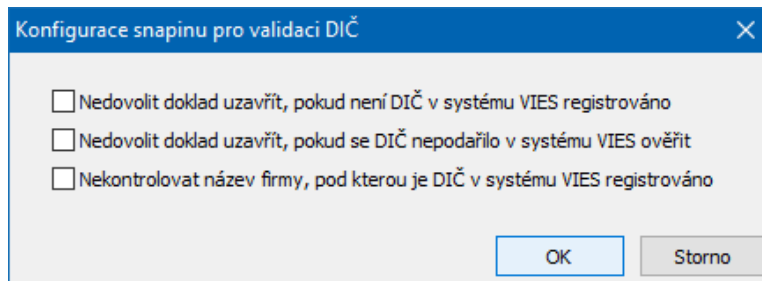 Konfigurace snapinu pro validaci DIČ
Nedovolit doklad uzavřít, pokud není DIČ v systému VIES registrováno
Nedovolit doklad uzavřít, pokud se DIČ nepodařilo v systému VIES ověřit
Nekontrolovat název firmy, pod kterou je DIČ v systému VIES registrováno
OK
Storno